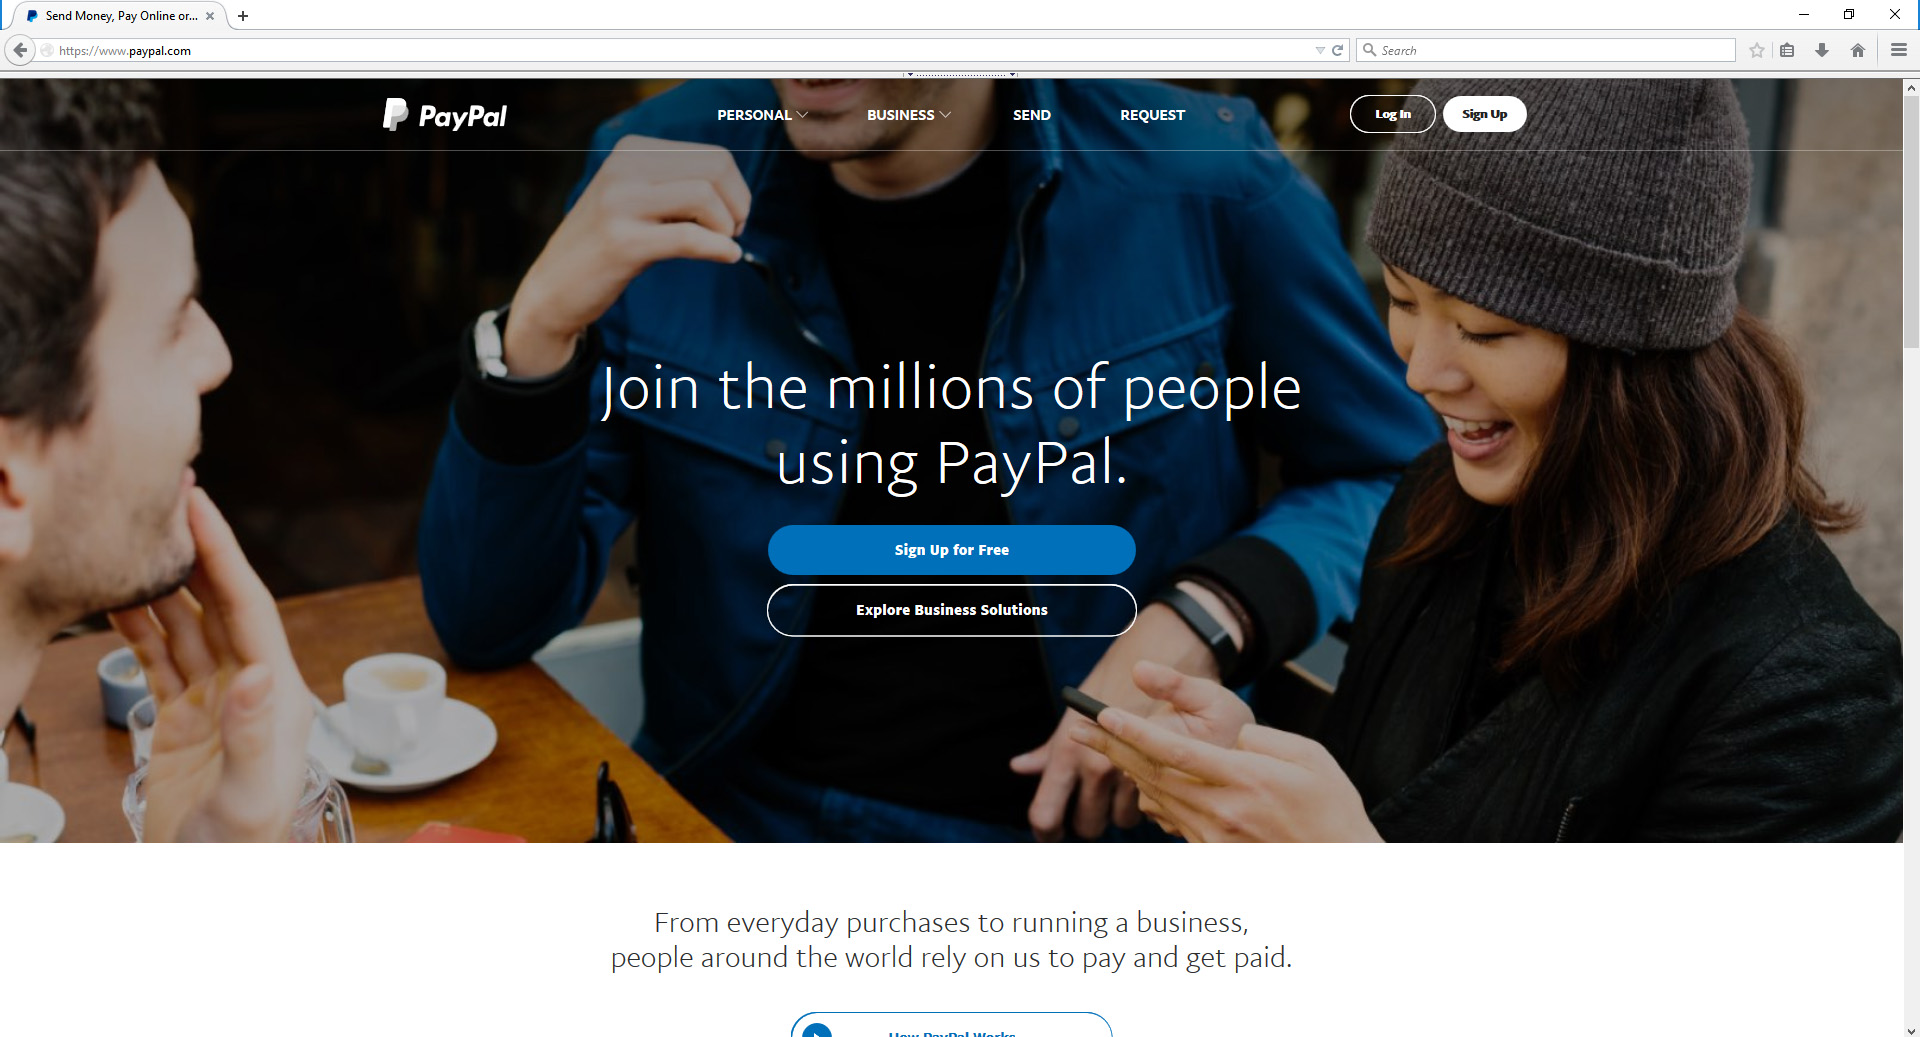 Send Money, Pay Online or...
https://www.paypal.com
Search
PayPal
PERSONAL
BUSINESS
SEND
REQUEST
Log In
Sign Up
Join the millions of people
using PayPal.
Sign Up for Free
Explore Business Solutions
From everyday purchases to running a business,
people around the world rely on us to pay and get paid.
How PayPal Works